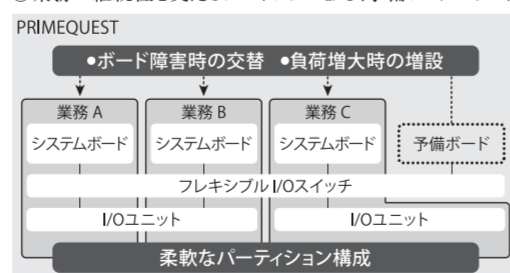 PRIMEQUEST
●ボード障害時の交替 ●負荷増大時の増設
業務 A 業務 B 業務 C
システムボード システムボード システムボード 予備ボード
フレキシブル I/Oスイッチ
I/Oユニット I/Oユニット
柔軟なパーティション構成